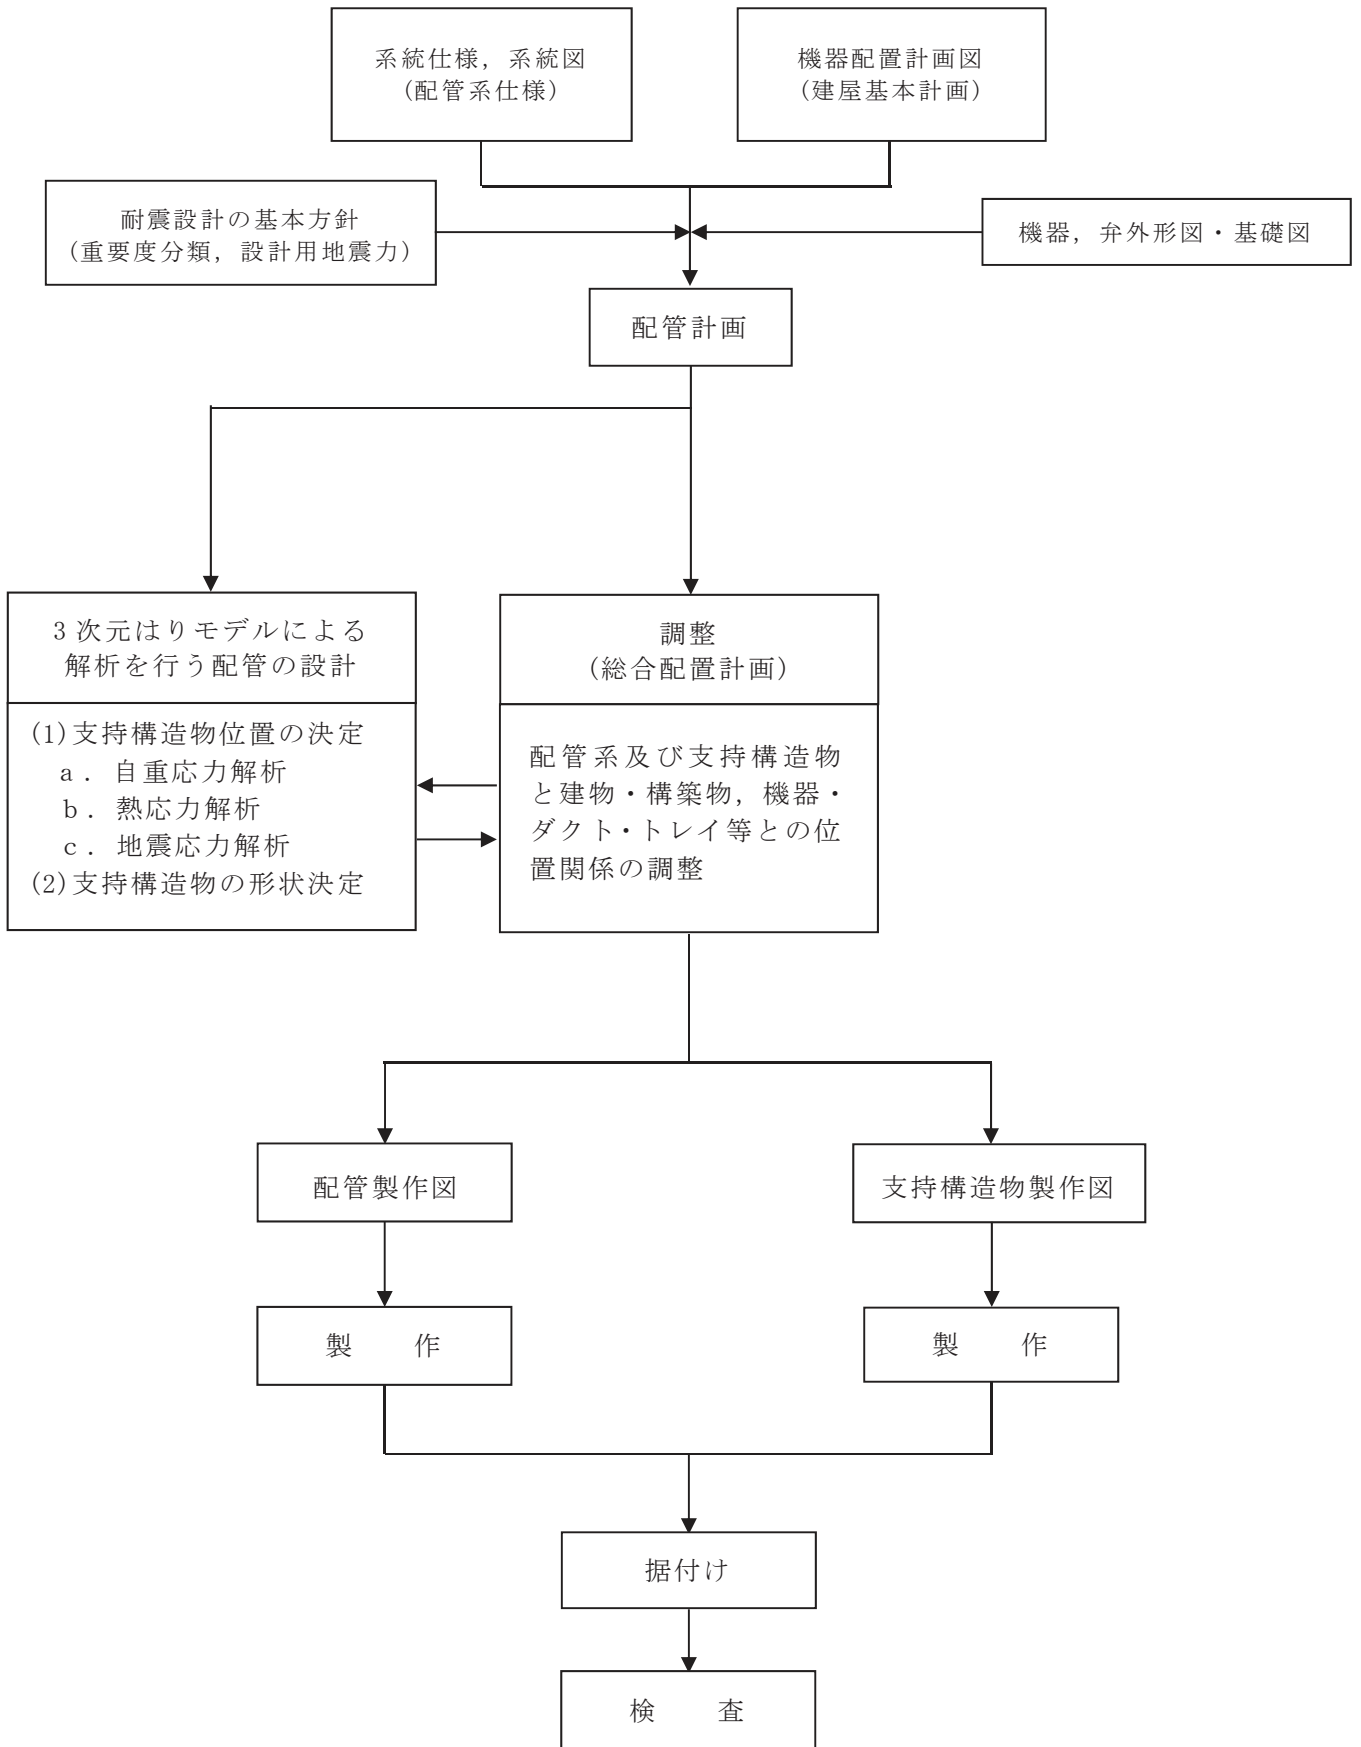 系統仕様，系統図
（配管系仕様）
機器配置計画図
（建屋基本計画）
耐震設計の基本方針
（重要度分類，設計用地震力）
機器，弁外形図・基礎図
配管計画
3次元はりモデルによる
解析を行う配管の設計
(1)支持構造物位置の決定
a．自重応力解析
b．熱応力解析
c．地震応力解析
(2)支持構造物の形状決定
調整
（総合配置計画）
配管系及び支持構造物
と建物・構築物，機器・
ダクト・トレイ等との位
置関係の調整
配管製作図
支持構造物製作図
製　　作
製　　作
据付け
検　　査